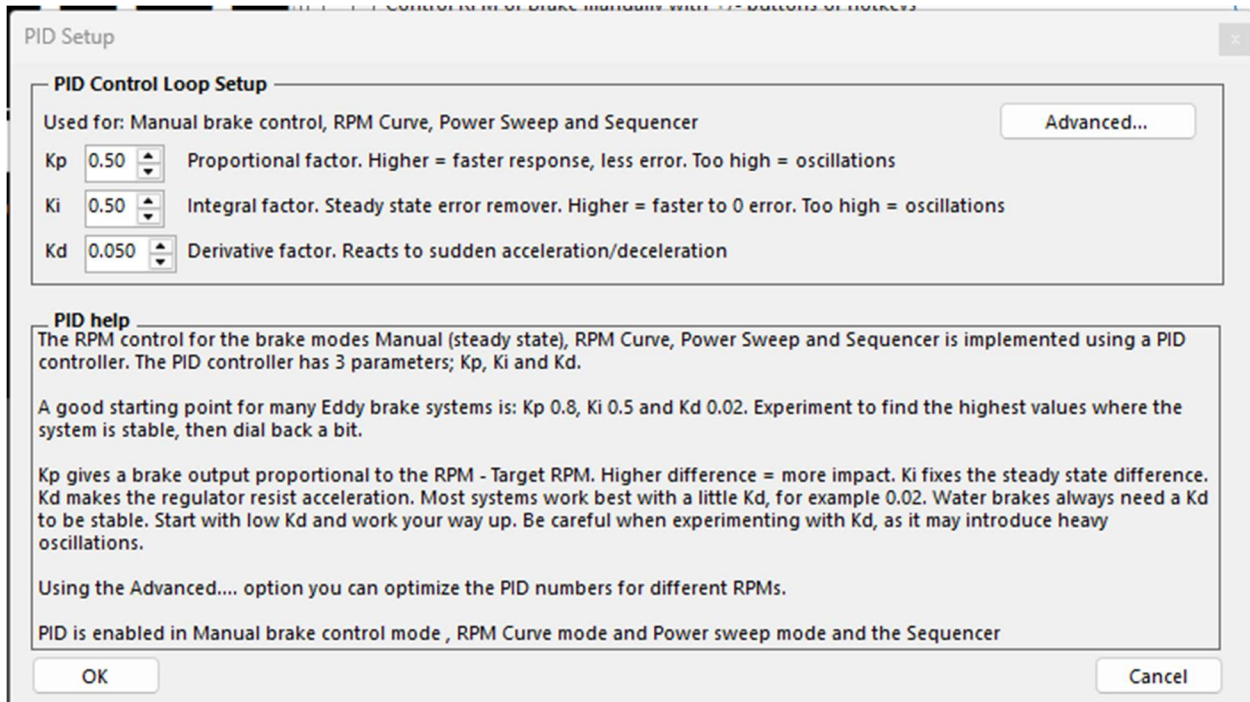 Control RPM or Brake manually with +/- buttons or hotkeys
PID Setup
x
PID Control Loop Setup
Used for: Manual brake control, RPM Curve, Power Sweep and Sequencer
Advanced...
Kp 0.50 Proportional factor. Higher = faster response, less error. Too high = oscillations
Ki 0.50 Integral factor. Steady state error remover. Higher = faster to 0 error. Too high = oscillations
Kd 0.050 Derivative factor. Reacts to sudden acceleration/deceleration
PID help
The RPM control for the brake modes Manual (steady state), RPM Curve, Power Sweep and Sequencer is implemented using a PID
controller. The PID controller has 3 parameters; Kp, Ki and Kd.
A good starting point for many Eddy brake systems is: Kp 0.8, Ki 0.5 and Kd 0.02. Experiment to find the highest values where the
system is stable, then dial back a bit.
Kp gives a brake output proportional to the RPM - Target RPM. Higher difference = more impact. Ki fixes the steady state difference.
Kd makes the regulator resist acceleration. Most systems work best with a little Kd, for example 0.02. Water brakes always need a Kd
to be stable. Start with low Kd and work your way up. Be careful when experimenting with Kd, as it may introduce heavy
oscillations.
Using the Advanced.... option you can optimize the PID numbers for different RPMs.
PID is enabled in Manual brake control mode , RPM Curve mode and Power sweep mode and the Sequencer
OK
Cancel